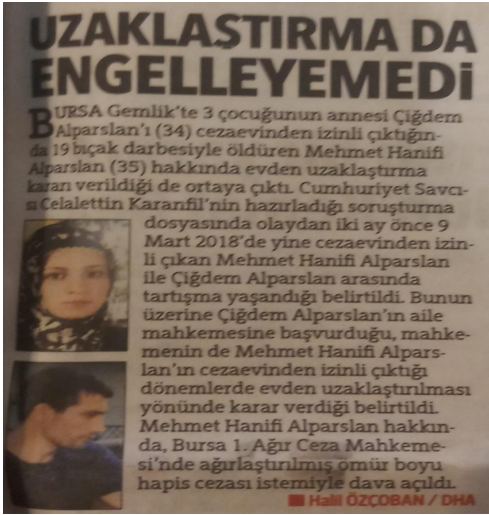 UZAKLAŞTIRMA DA
ENGELLEYEMEDİ
BURSA Gemlik'te 3 çocuğunun annesi Çiğdem
Alparslan'ı (34) cezaevinden izinli çıktığın-
da 19 bıçak darbesiyle öldüren Mehmet Hanifi
Alparslan (35) hakkında evden uzaklaştırma
kararı verildiği de ortaya çıktı. Cumhuriyet Savcı-
sı Celalettin Karanfil'nin hazırladığı soruşturma
dosyasında olaydan iki ay önce 9
Mart 2018'de yine cezaevinden izin-
li çıkan Mehmet Hanifi Alparslan
ile Çiğdem Alparslan arasında
tartışma yaşandığı belirtildi. Bunun
üzerine Çiğdem Alparslan'ın aile
mahkemesine başvurduğu, mahke-
menin de Mehmet Hanifi Alpars-
lan'ın cezaevinden izinli çıktığı
dönemlerde evden uzaklaştırılması
yönünde karar verdiği belirtildi.
Mehmet Hanifi Alparslan hakkın-
da, Bursa 1. Ağır Ceza Mahkeme-
si'nde ağırlaştırılmış ömür boyu
hapis cezası istemiyle dava açıldı.
Halil ÖZÇOBAN / DHA